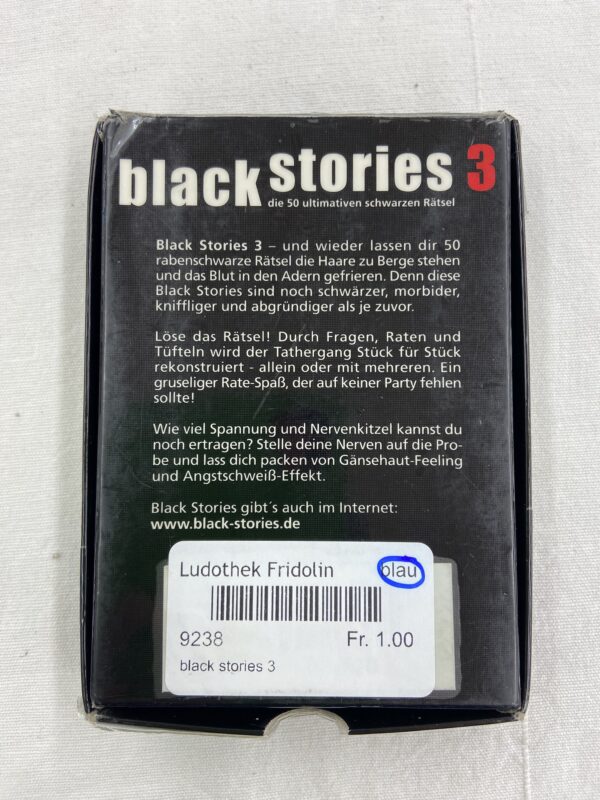 black stories 3
die 50 ultimativen schwarzen Rätsel
Black Stories 3 – und wieder lassen dir 50
rabenschwarze Rätsel die Haare zu Berge stehen
und das Blut in den Adern gefrieren. Denn diese
Black Stories sind noch schwärzer, morbider,
kniffliger und abgründiger als je zuvor.
Löse das Rätsel! Durch Fragen, Raten und
Tüfteln wird der Tathergang Stück für Stück
rekonstruiert - allein oder mit mehreren. Ein
gruseliger Rate-Spaß, der auf keiner Party fehlen
sollte!
Wie viel Spannung und Nervenkitzel kannst du
noch ertragen? Stelle deine Nerven auf die Pro-
be und lass dich packen von Gänsehaut-Feeling
und Angstschweiß-Effekt.
Black Stories gibt´s auch im Internet:
www.black-stories.de
Ludothek Fridolin blau
9238 Fr. 1.00
black stories 3